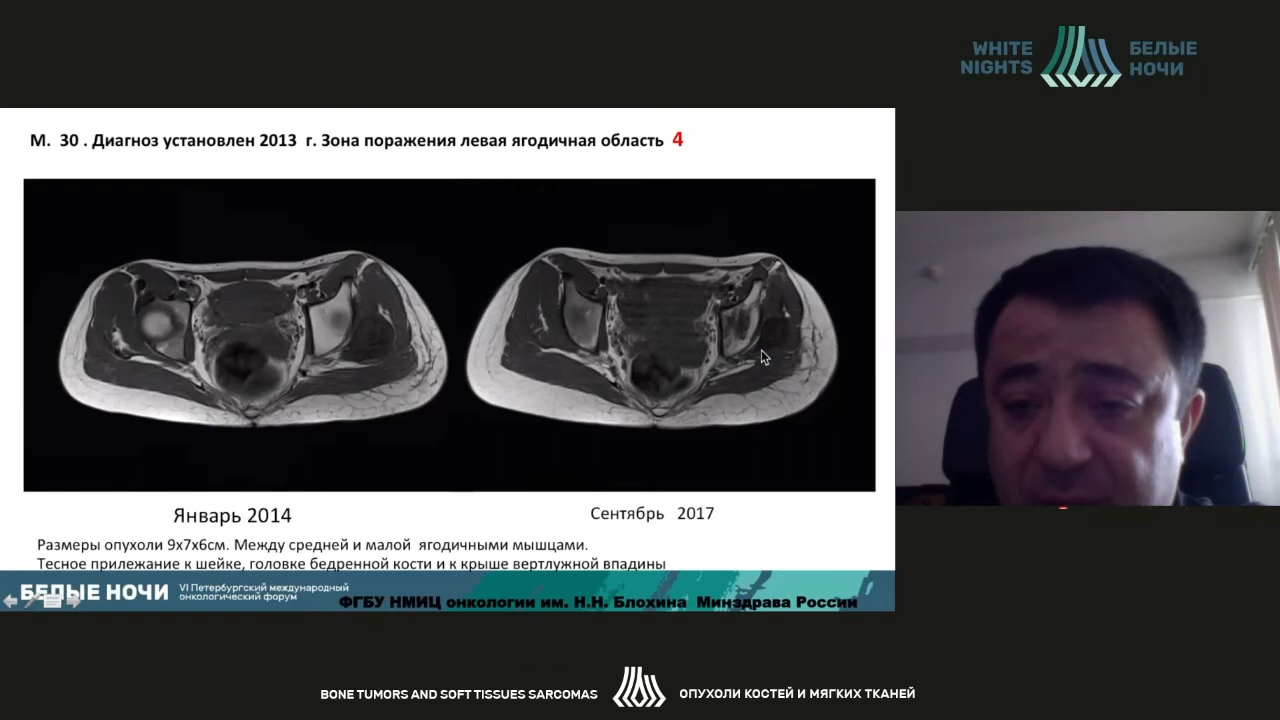 WHITE
NIGHTS
БЕЛЫЕ
НОЧИ
М. 30 . Диагноз установлен 2013 г. Зона поражения левая ягодичная область 4
Январь 2014
Сентябрь 2017
Размеры опухоли 9х7х6см. Между средней и малой ягодичными мышцами.
Тесное прилежание к шейке, головке бедренной кости и к крыше вертлужной впадины
БЕЛЫЕ НОЧИ
VI Петербургский международный
онкологический форум
ФГБУ НМИЦ онкологии им. Н.Н. Блохина Минздрава России
BONE TUMORS AND SOFT TISSUES SARCOMAS
ОПУХОЛИ КОСТЕЙ И МЯГКИХ ТКАНЕЙ